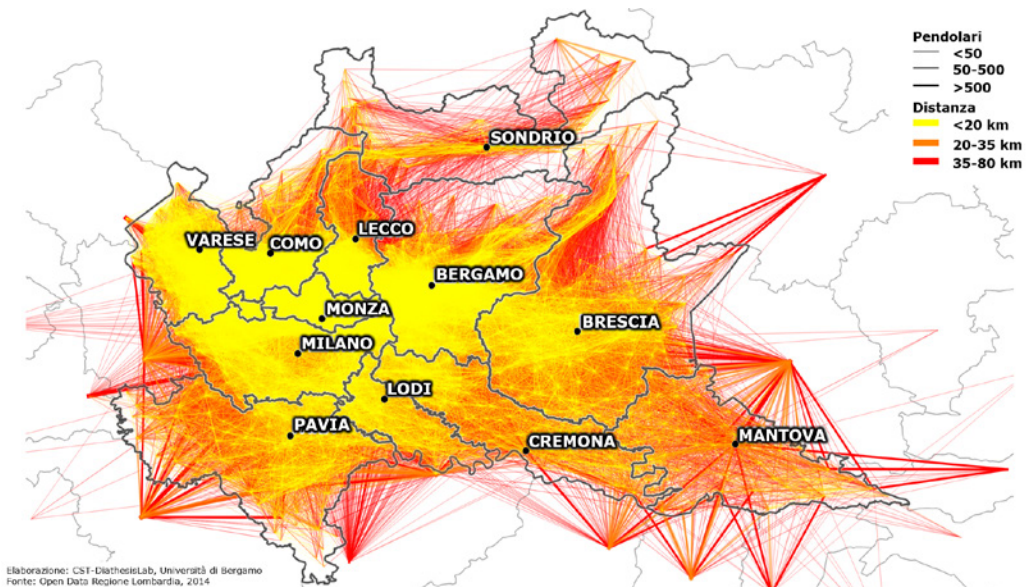 Pendolari
<50
50-500
>500
Distanza
<20 km
20-35 km
35-80 km
SONDRIO
LECCO
VARESE
COMO
BERGAMO
MONZA
BRESCIA
MILANO
LODI
PAVIA
CREMONA
MANTOVA
Elaborazione: CST-DiathesisLab, Università di Bergamo
Fonte: Open Data Regione Lombardia, 2014